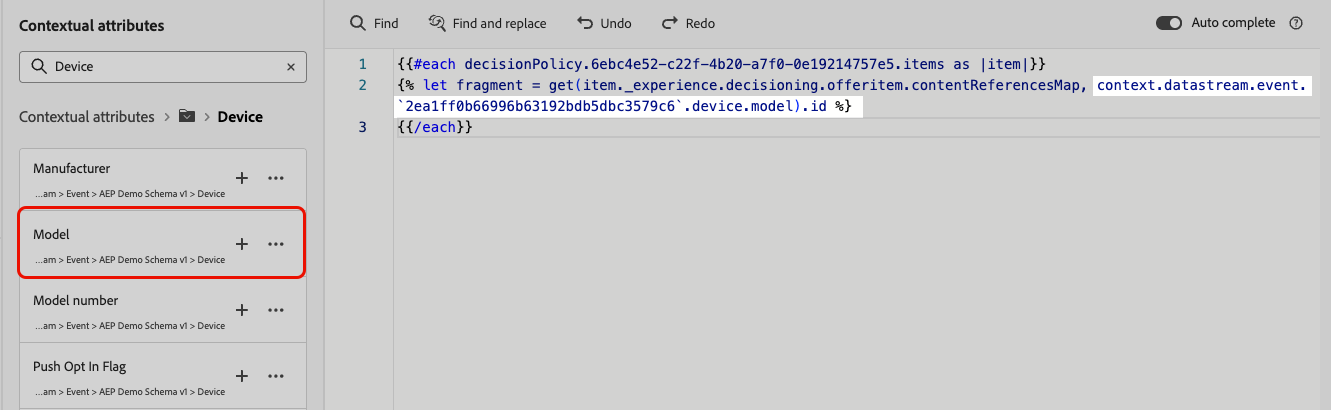 Contextual attributes
Device
Contextual attributes > Device
Manufacturer
...am > Event > AEP Demo Schema v1 > Device
Model
...am > Event > AEP Demo Schema v1 > Device
Model number
...am > Event > AEP Demo Schema v1 > Device
Push Opt In Flag
...am > Event > AEP Demo Schema v1 > Device
Find Find and replace Undo Redo Auto complete
1 {{#each decisionPolicy.6ebc4e52-c22f-4b20-a7f0-0e19214757e5.items as |item|}}
2 {% let fragment = get(item._experience.decisioning.offeritem.contentReferencesMap, context.datastream.event.
`2ea1ff0b66996b63192bdb5dbc3579c6`.device.model).id %}
3 {{/each}}